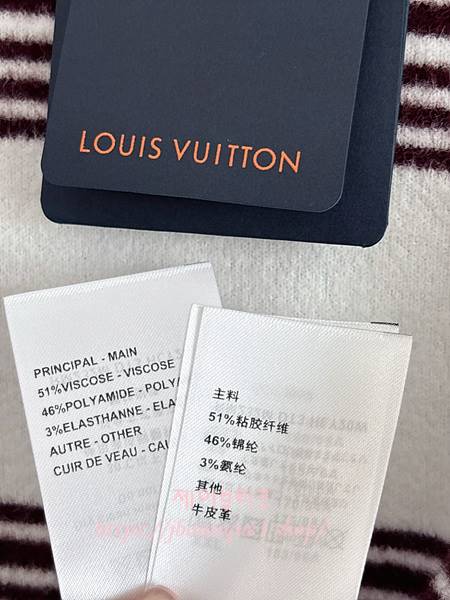 LOUIS VUITTON
PRINCIPAL - MAIN
51%VISCOSE - VISCOSE
46%POLYAMIDE - POLYA
3%ELASTHANNE - ELA
AUTRE - OTHER
CUIR DE VEAU - CAL
主料
51%粘胶纤维
46%锦纶
3%氨纶
其他
牛皮革